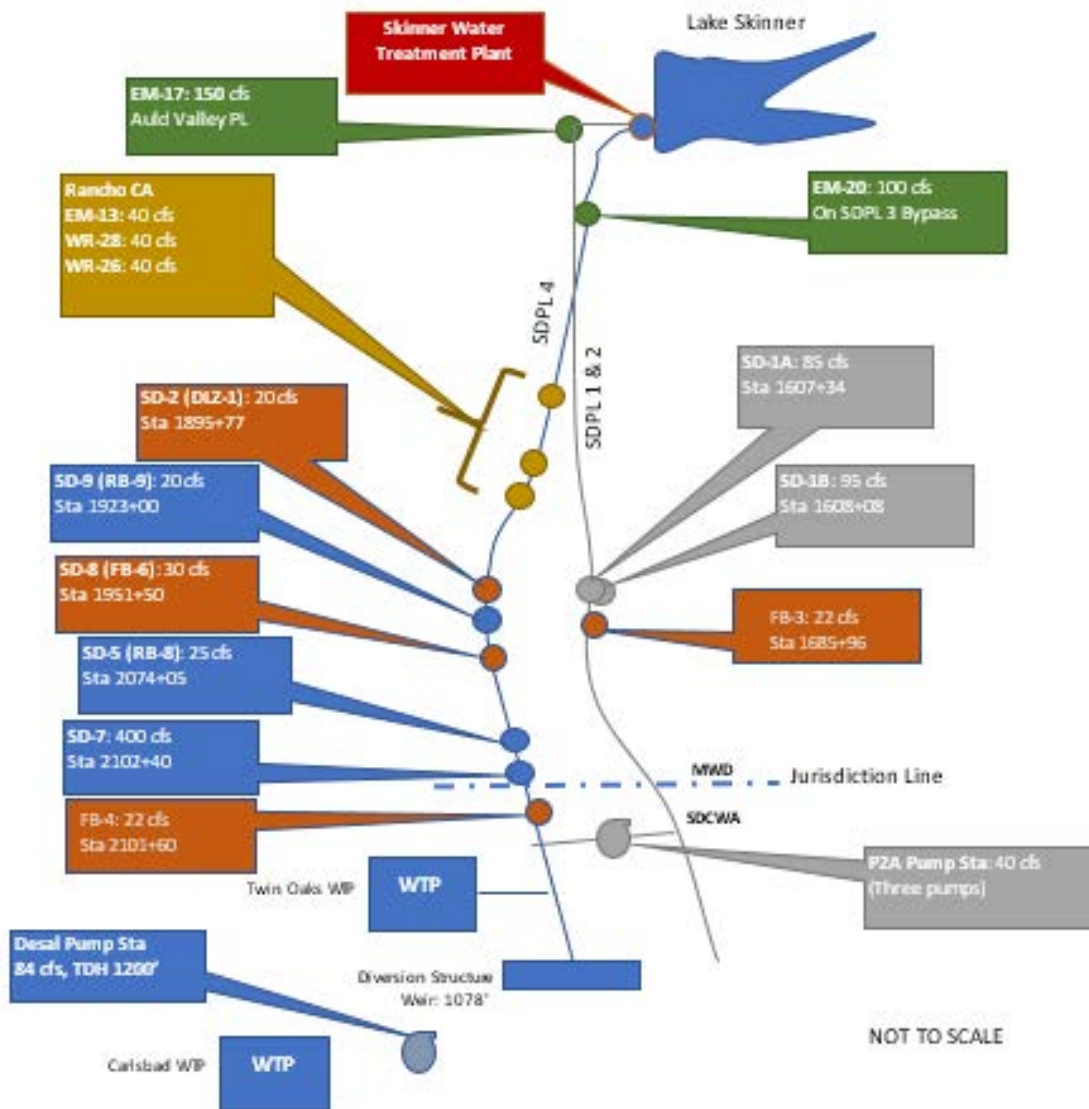 Lake Skinner
Skinner Water
Treatment Plant
EM-17: 150 cfs
Auld Valley PL
Rancho CA
EM-13: 40 cfs
WR-28: 40 cfs
WR-26: 40 cfs
EM-20: 100 cfs
On SDPL 3 Bypass
SDPL 4
SDPL 1 & 2
SD-1A: 85 cfs
Sta 1607+34
SD-2 (DLZ-1): 20cfs
Sta 1895+77
SD-9 (RB-9): 20cfs
Sta 1923+00
SD-1B: 95 cfs
Sta 1608+08
SD-8 (FB-6): 30 cfs
Sta 1951+50
FB-3: 22 cfs
Sta 1685+96
SD-5 (RB-8): 25cfs
Sta 2074+05
SD-7: 400 cfs
Sta 2102+40
MWD
Jurisdiction Line
SDCWA
FB-4: 22 cfs
Sta 2101+60
P2A Pump Sta: 40 cfs
(Three pumps)
Twin Oaks WTP
WTP
Desal Pump Sta
84 cfs, TDH 1200'
Diversion Structure
Weir: 1078'
NOT TO SCALE
Carlsbad WTP
WTP